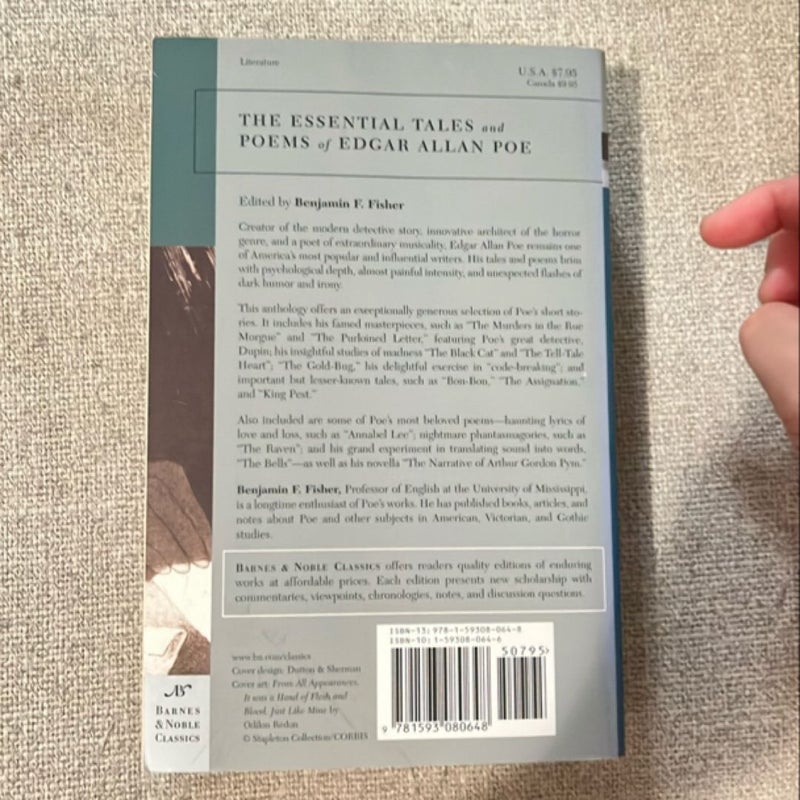 Literature
U.S.A. $7.95
Canada $9.95
THE ESSENTIAL TALES and
POEMS of EDGAR ALLAN POE
Edited by Benjamin F. Fisher
Creator of the modern detective story, innovative architect of the horror
genre, and a poet of extraordinary musicality, Edgar Allan Poe remains one
of America's most popular and influential writers. His tales and poems brim
with psychological depth, almost painful intensity, and unexpected flashes of
dark humor and irony.
This anthology offers an exceptionally generous selection of Poe's short sto-
ries. It includes his famed masterpieces, such as "The Murders in the Rue
Morgue" and "The Purloined Letter," featuring Poe's great detective,
Dupin; his insightful studies of madness "The Black Cat" and "The Tell-Tale
Heart"; "The Gold-Bug," his delightful exercise in "code-breaking"; and
important but lesser-known tales, such as "Bon-Bon," "The Assignation,"
and "King Pest."
Also included are some of Poe's most beloved poems—haunting lyrics of
love and loss, such as "Annabel Lee"; nightmare phantasmagories, such as
"The Raven"; and his grand experiment in translating sound into words,
"The Bells"—as well as his novella "The Narrative of Arthur Gordon Pym."
Benjamin F. Fisher, Professor of English at the University of Mississippi,
is a longtime enthusiast of Poe's works. He has published books, articles, and
notes about Poe and other subjects in American, Victorian, and Gothic
studies.
BARNES & NOBLE CLASSICS offers readers quality editions of enduring
works at affordable prices. Each edition presents new scholarship with
commentaries, viewpoints, chronologies, notes, and discussion questions.
www.bn.com/classics
Cover design: Dutton & Sherman
Cover art: From All Appearances,
It was a Hand of Flesh and
Blood, Just Like Mine by
Odilon Redon
© Stapleton Collection/CORBIS
ISBN-13: 978-1-59308-064-8
ISBN-10: 1-59308-064-6
50795>
9 781593 080648
BARNES
& NOBLE
CLASSICS